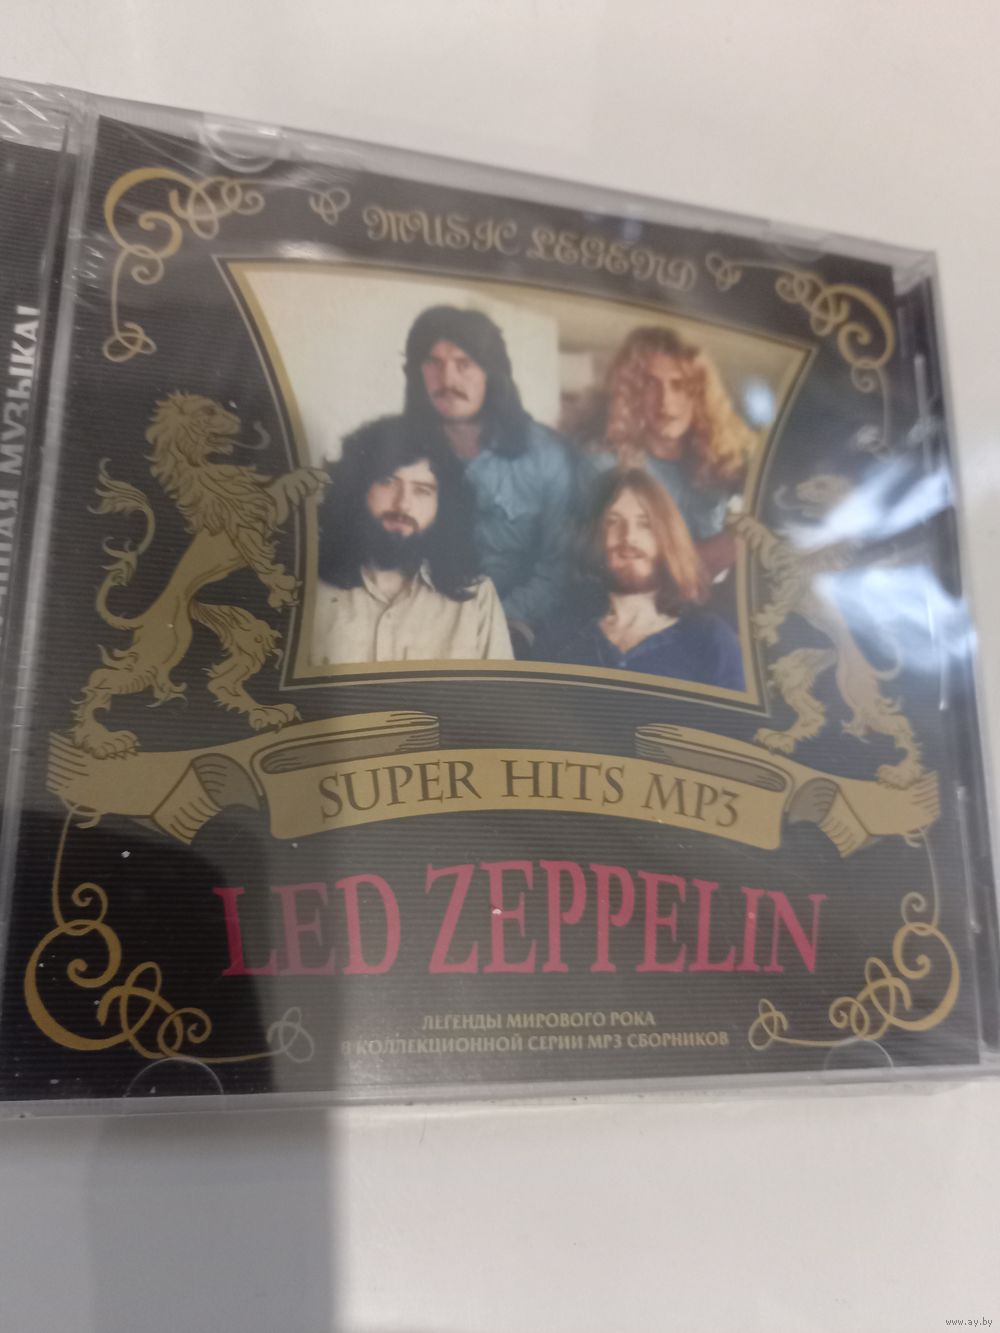 MUSIC LEGEND
SUPER HITS MP3
LED ZEPPELIN
ЛЕГЕНДЫ МИРОВОГО РОКА
В КОЛЛЕКЦИОННОЙ СЕРИИ MP3 СБОРНИКОВ
МУЗЫКА!
www.ay.by